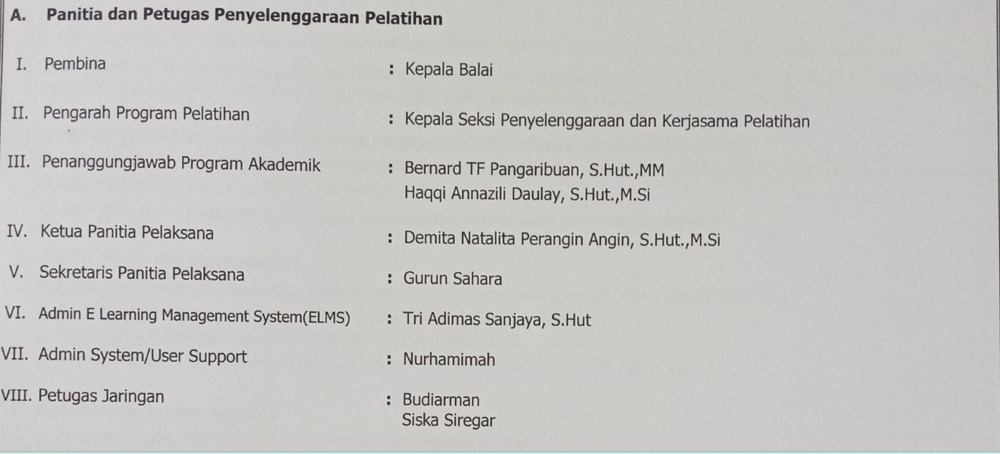 A. Panitia dan Petugas Penyelenggaraan Pelatihan
I. Pembina : Kepala Balai
II. Pengarah Program Pelatihan : Kepala Seksi Penyelenggaraan dan Kerjasama Pelatihan
III. Penanggungjawab Program Akademik : Bernard TF Pangaribuan, S.Hut.,MM
Haqqi Annazili Daulay, S.Hut.,M.Si
IV. Ketua Panitia Pelaksana : Demita Natalita Perangin Angin, S.Hut.,M.Si
V. Sekretaris Panitia Pelaksana : Gurun Sahara
VI. Admin E Learning Management System(ELMS) : Tri Adimas Sanjaya, S.Hut
VII. Admin System/User Support : Nurhamimah
VIII. Petugas Jaringan : Budiarman
Siska Siregar